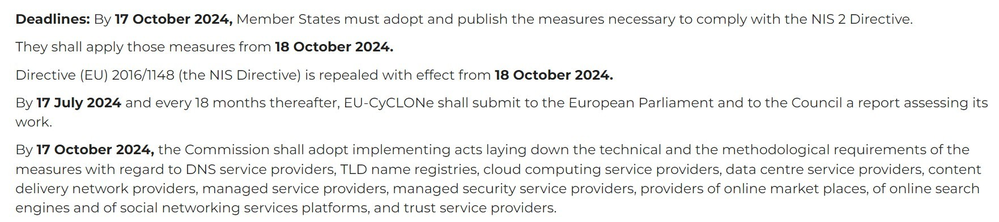 Deadlines: By 17 October 2024, Member States must adopt and publish the measures necessary to comply with the NIS 2 Directive.
They shall apply those measures from 18 October 2024.
Directive (EU) 2016/1148 (the NIS Directive) is repealed with effect from 18 October 2024.
By 17 July 2024 and every 18 months thereafter, EU-CyCLONe shall submit to the European Parliament and to the Council a report assessing its
work.
By 17 October 2024, the Commission shall adopt implementing acts laying down the technical and the methodological requirements of the
measures with regard to DNS service providers, TLD name registries, cloud computing service providers, data centre service providers, content
delivery network providers, managed service providers, managed security service providers, providers of online market places, of online search
engines and of social networking services platforms, and trust service providers.